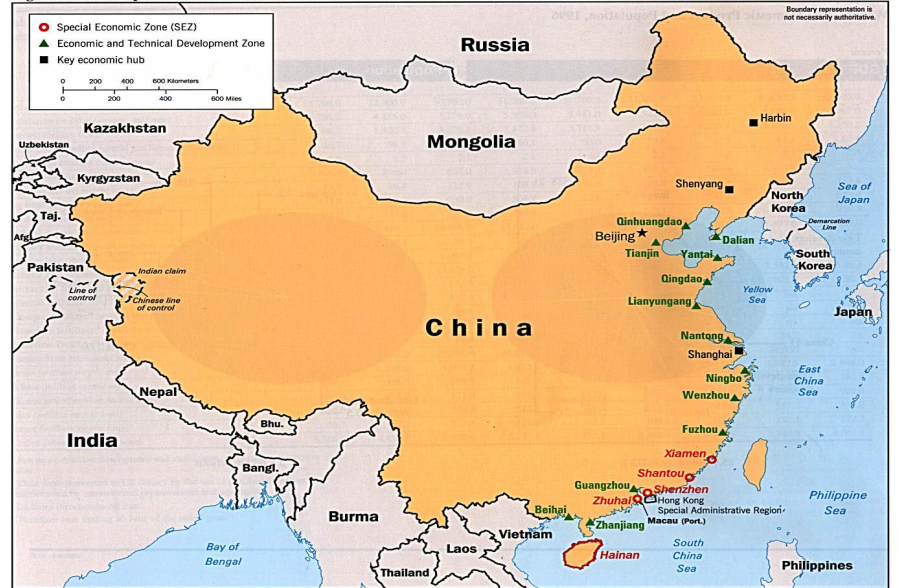 Boundary representation is
not necessarily authoritative.
Special Economic Zone (SEZ)
Economic and Technical Development Zone
Key economic hub
0 200 400 600 Kilometers
0 200 400 600 Miles
Russia
Kazakhstan
Mongolia
Harbin
Uzbekistan
Kyrgyzstan
Shenyang
North
Korea
Sea of
Japan
Taj.
Qinhuangdao
Demarcation
Line
Afg.
Beijing
Dalian
Tianjin
Yantai
South
Korea
Pakistan
Indian claim
Line of
control
Chinese line
of control
Qingdao
Yellow
Sea
Lianyungang
Japan
China
Nantong
Shanghai
Ningbo
East
China
Sea
Nepal
Wenzhou
Bhu.
Fuzhou
India
Xiamen
Bangl.
Shantou
Guangzhou
Shenzhen
Zhuhai
Hong Kong
Special Administrative Region
Philippine
Sea
Burma
Beihai
Macau (Port.)
Zhanjiang
Vietnam
Bay of
Bengal
Laos
Hainan
South
China
Sea
Thailand
Philippines